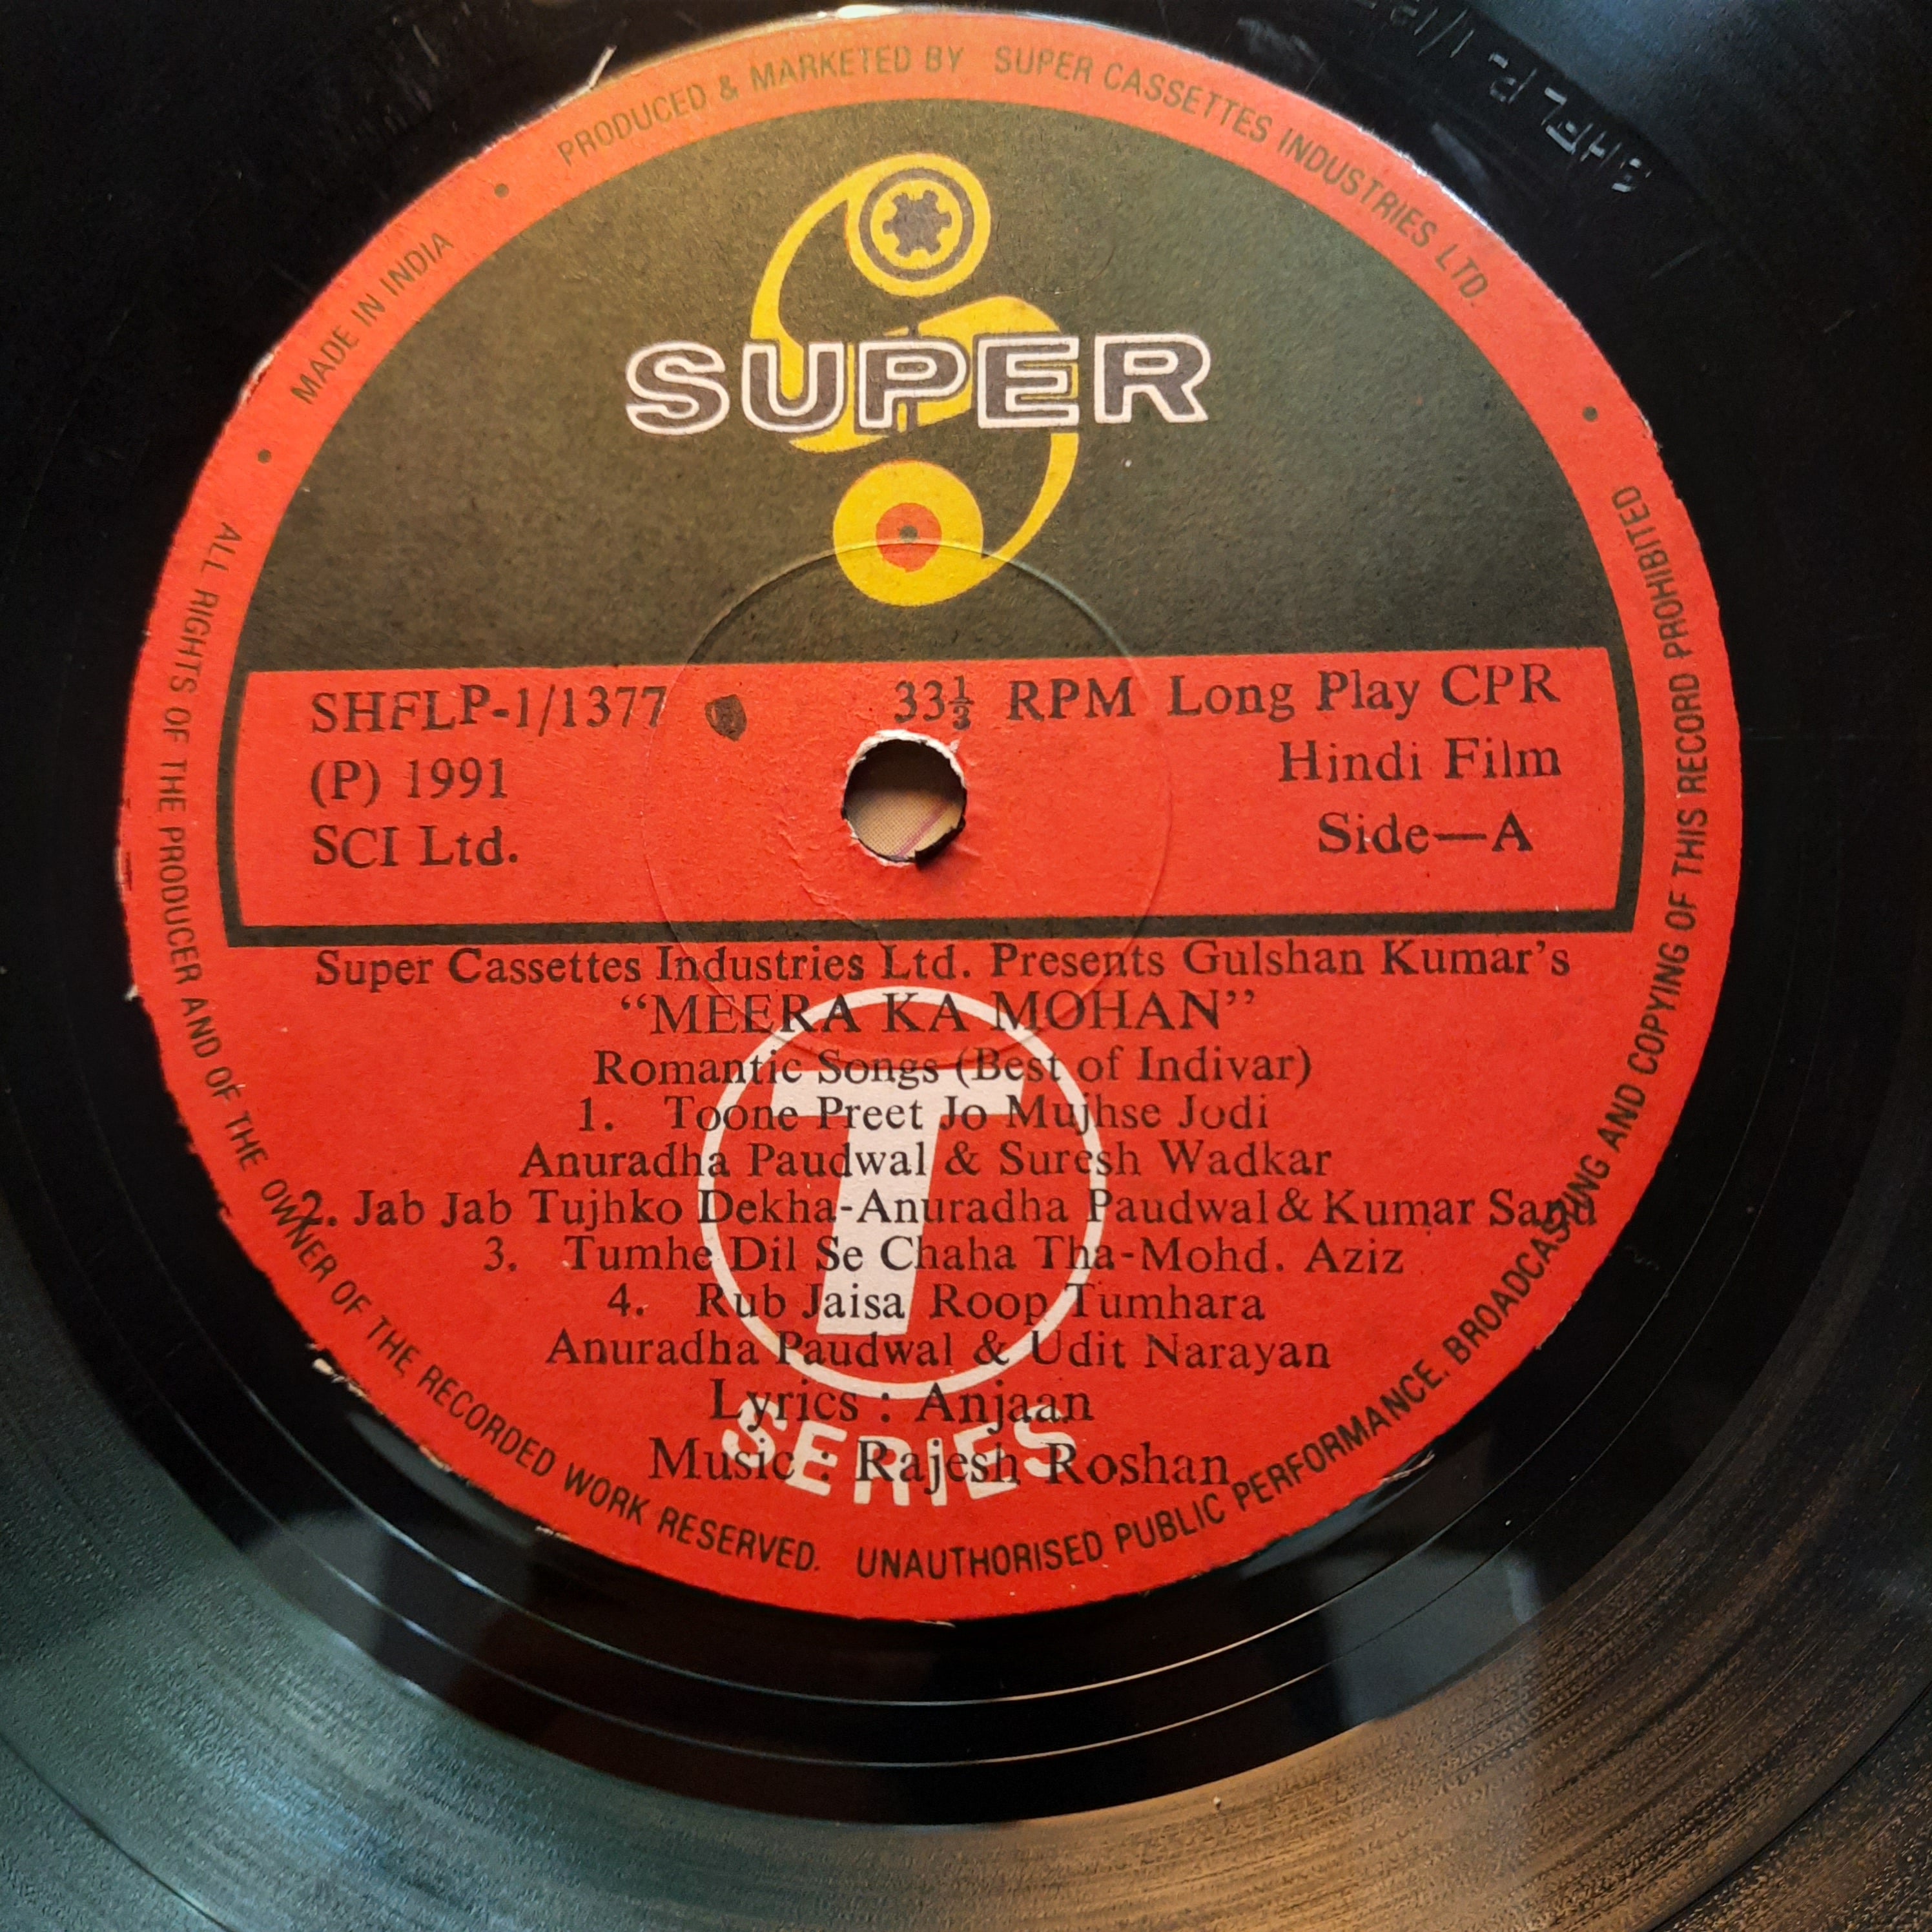 PRODUCED & MARKETED BY SUPER CASSETTES INDUSTRIES LTD.
MADE IN INDIA
SUPER
SHFLP-1/1377 33⅓ RPM Long Play CPR
(P) 1991 Hindi Film
SCI Ltd. Side—A
Super Cassettes Industries Ltd. Presents Gulshan Kumar's
“MEERA KA MOHAN”
Romantic Songs (Best of Indivar)
1. Toone Preet Jo Mujhse Jodi
Anuradha Paudwal & Suresh Wadkar
2. Jab Jab Tujhko Dekha-Anuradha Paudwal & Kumar Sanu
3. Tumhe Dil Se Chaha Tha-Mohd. Aziz
4. Rub Jaisa Roop Tumhara
Anuradha Paudwal & Udit Narayan
Lyrics : Anjaan
Music : Rajesh Roshan
T
SERIES
ALL RIGHTS OF THE PRODUCER AND OF THE OWNER OF THE RECORDED WORK RESERVED. UNAUTHORISED PUBLIC PERFORMANCE, BROADCASTING AND COPYING OF THIS RECORD PROHIBITED